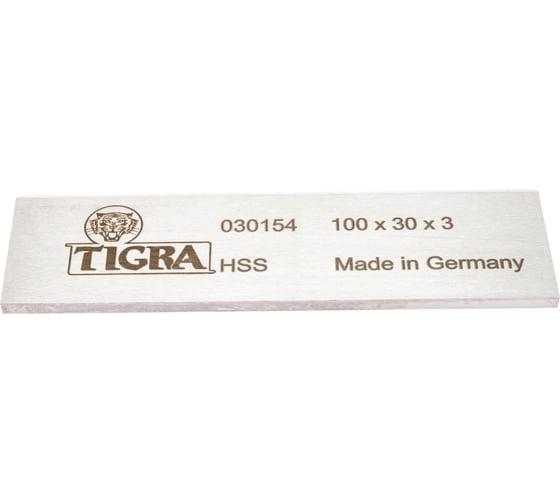 030154 100 x 30 x 3
TIGRA HSS Made in Germany